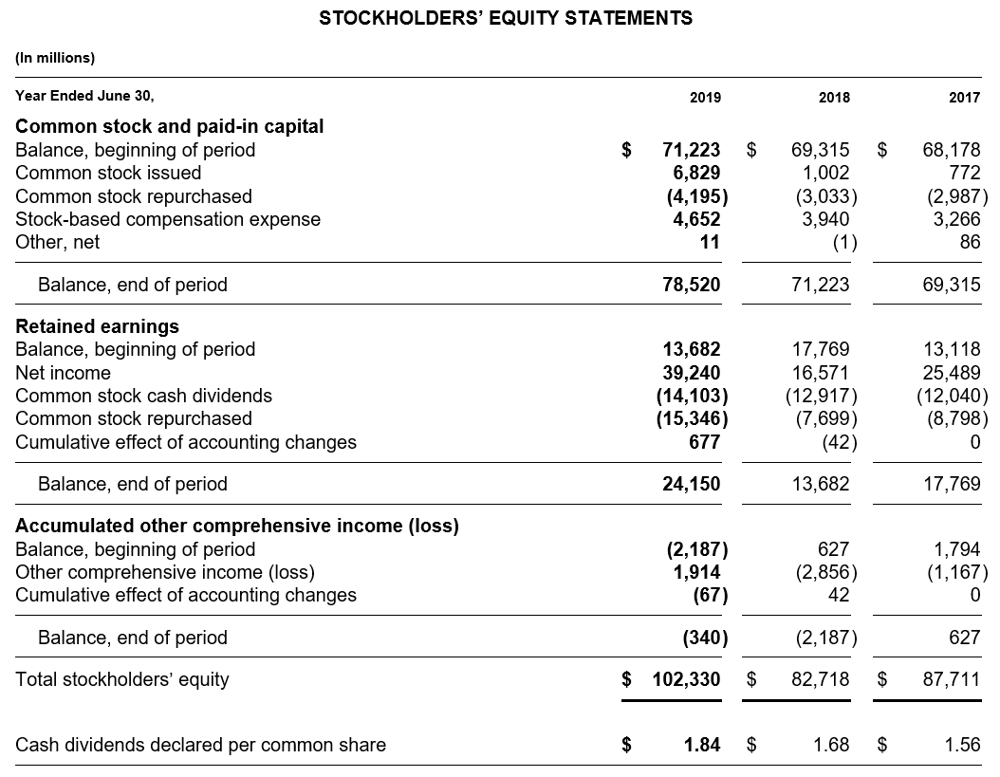 STOCKHOLDERS’ EQUITY STATEMENTS
(In millions)
Year Ended June 30, 2019 2018 2017
Common stock and paid-in capital
Balance, beginning of period $ 71,223 $ 69,315 $ 68,178
Common stock issued 6,829 1,002 772
Common stock repurchased (4,195) (3,033) (2,987)
Stock-based compensation expense 4,652 3,940 3,266
Other, net 11 (1) 86
Balance, end of period 78,520 71,223 69,315
Retained earnings
Balance, beginning of period 13,682 17,769 13,118
Net income 39,240 16,571 25,489
Common stock cash dividends (14,103) (12,917) (12,040)
Common stock repurchased (15,346) (7,699) (8,798)
Cumulative effect of accounting changes 677 (42) 0
Balance, end of period 24,150 13,682 17,769
Accumulated other comprehensive income (loss)
Balance, beginning of period (2,187) 627 1,794
Other comprehensive income (loss) 1,914 (2,856) (1,167)
Cumulative effect of accounting changes (67) 42 0
Balance, end of period (340) (2,187) 627
Total stockholders’ equity $ 102,330 $ 82,718 $ 87,711
Cash dividends declared per common share $ 1.84 $ 1.68 $ 1.56